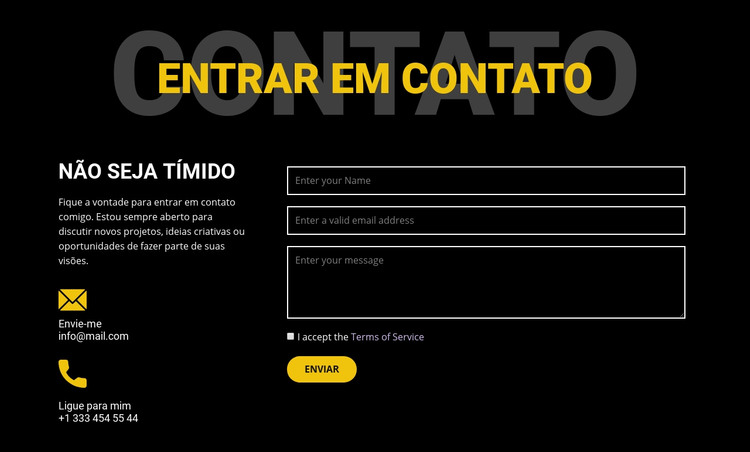 CONTATO
ENTRAR EM CONTATO
NÃO SEJA TÍMIDO
Fique a vontade para entrar em contato
comigo. Estou sempre aberto para
discutir novos projetos, ideias criativas ou
oportunidades de fazer parte de suas
visões.
Envie-me
info@mail.com
Ligue para mim
+1 333 454 55 44
Enter your Name
Enter a valid email address
Enter your message
I accept the Terms of Service
ENVIAR